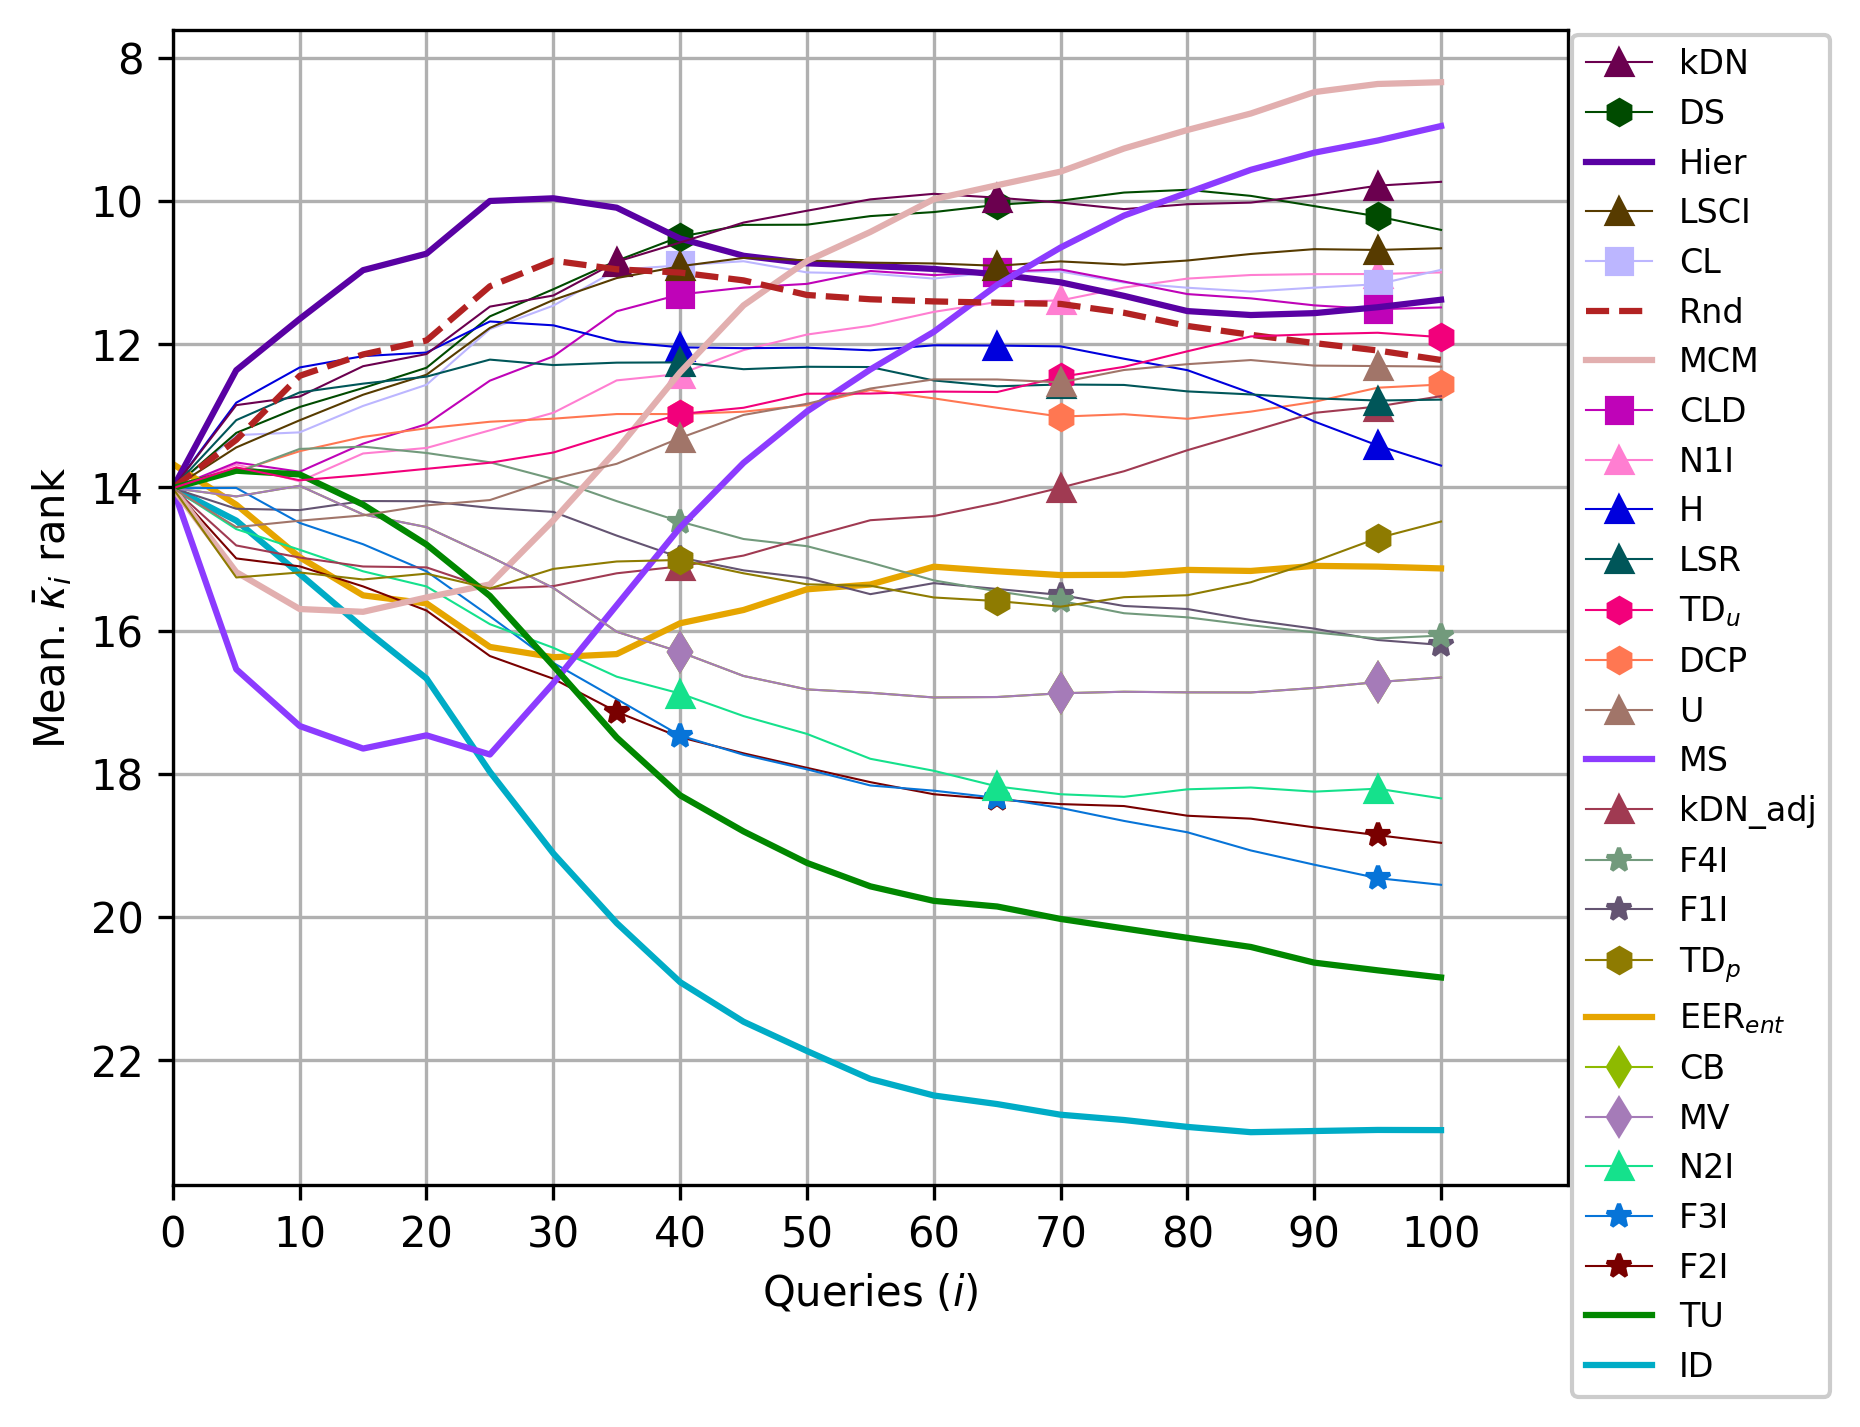 8
10
12
14
16
18
20
22
Mean. κ̄ᵢ rank
0 10 20 30 40 50 60 70 80 90 100
Queries (i)
kDN
DS
Hier
LSCI
CL
Rnd
MCM
CLD
N1I
H
LSR
TDᵤ
DCP
U
MS
kDN_adj
F4I
F1I
TDₚ
EERₑₙₜ
CB
MV
N2I
F3I
F2I
TU
ID